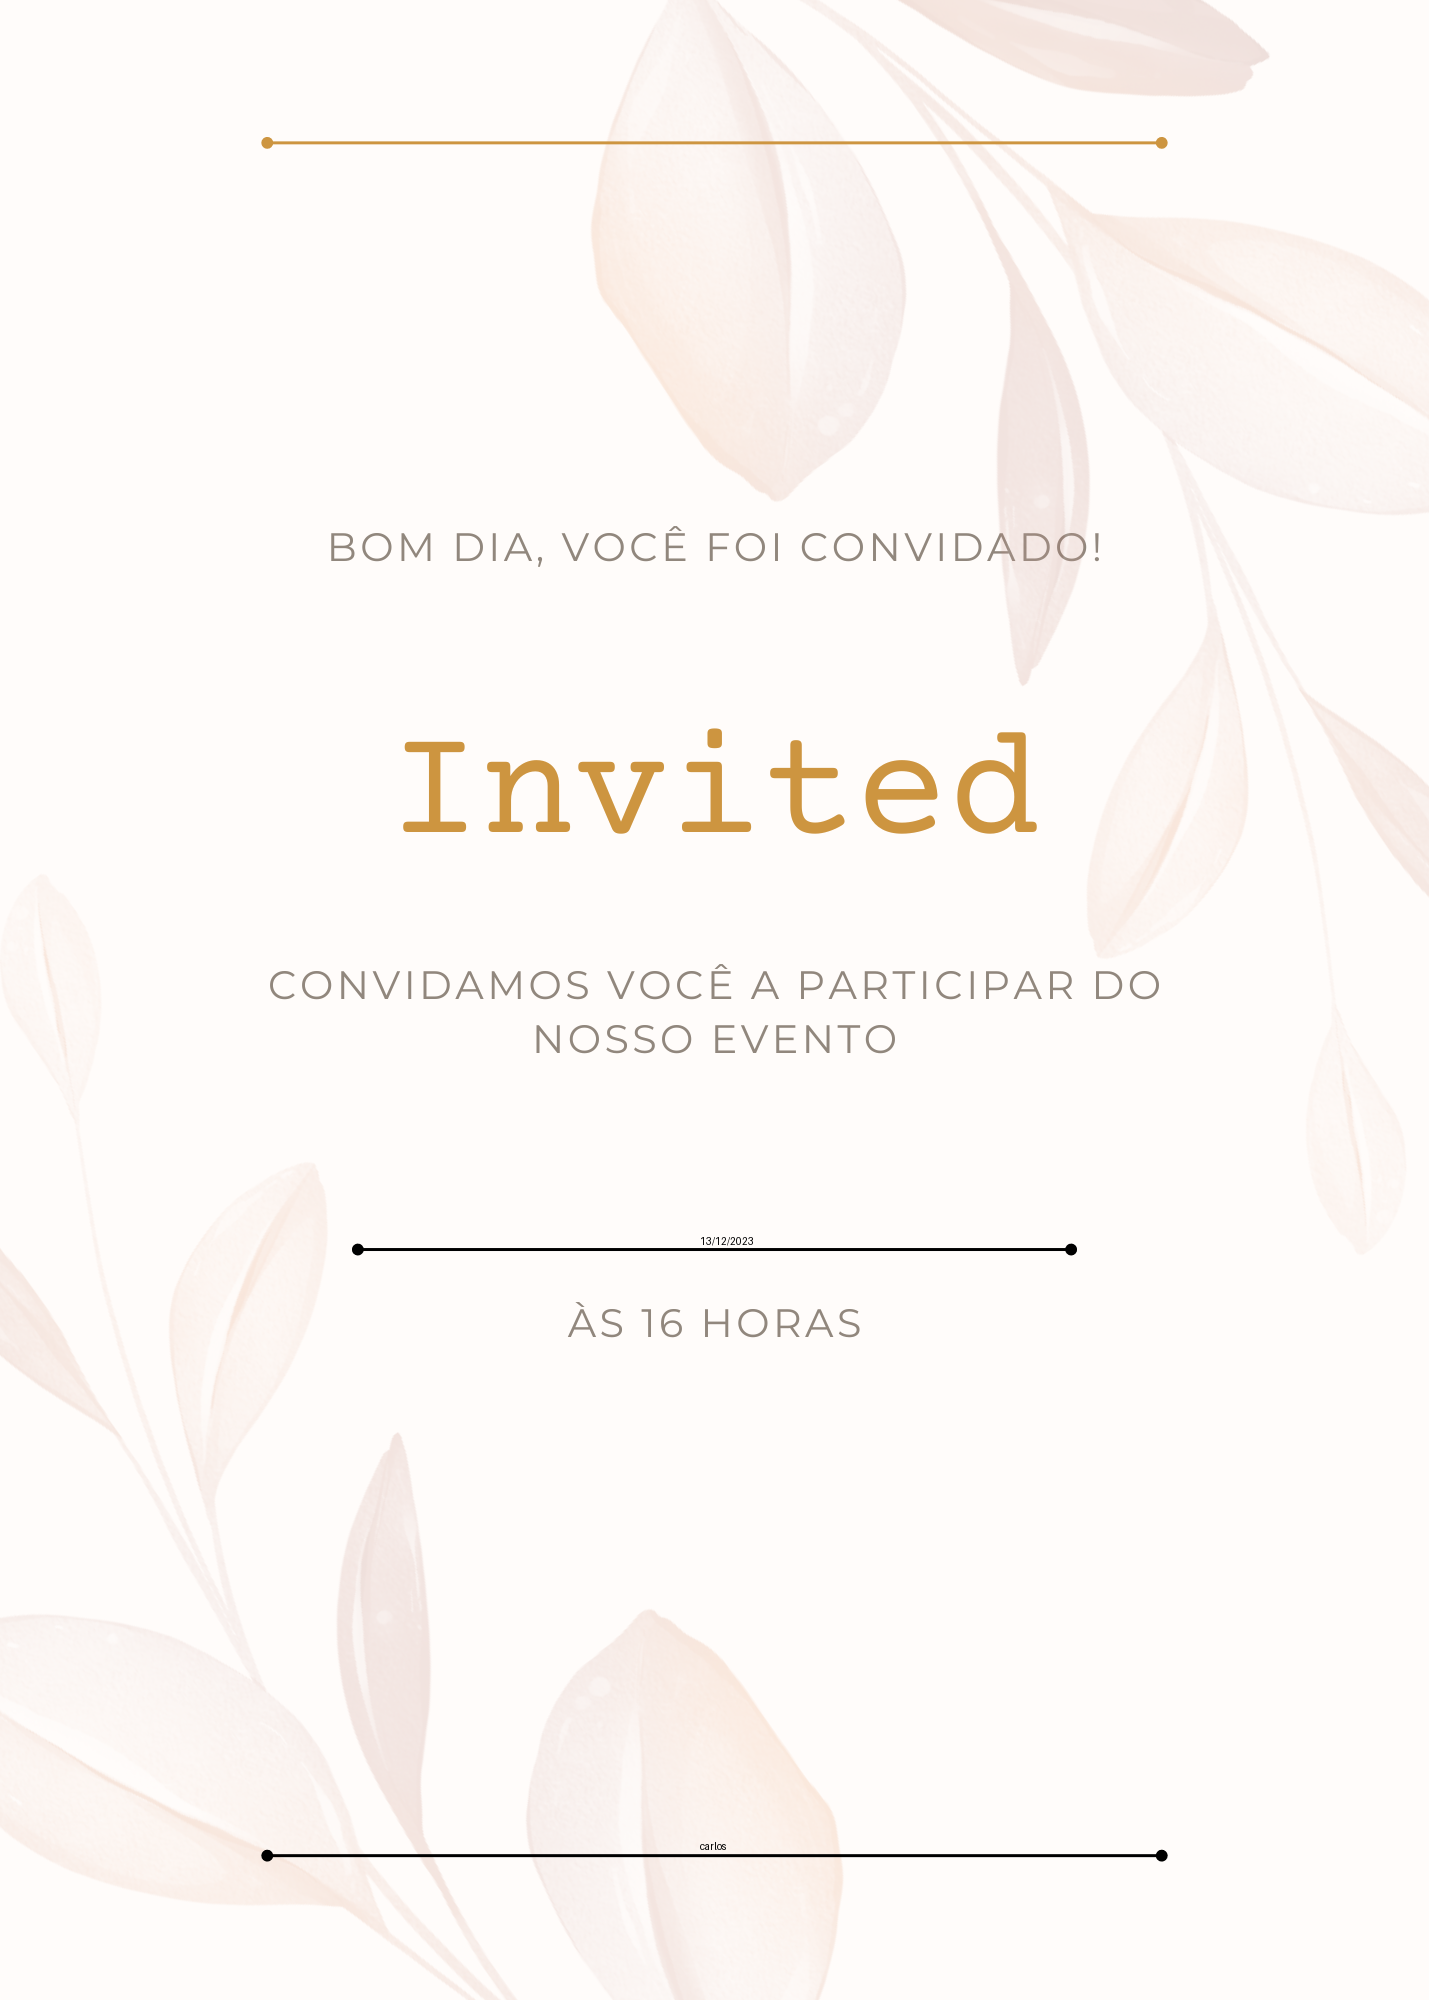 BOM DIA, VOCÊ FOI CONVIDADO!
Invited
CONVIDAMOS VOCÊ A PARTICIPAR DO
NOSSO EVENTO
13/12/2023
ÀS 16 HORAS
carlos